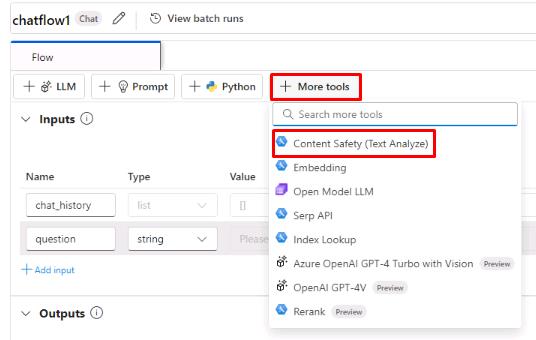 chatflow1 Chat View batch runs
Flow
+ LLM + Prompt + Python + More tools
Search more tools
Inputs
Content Safety (Text Analyze)
Embedding
Name Type Value
Open Model LLM
chat_history list []
Serp API
question string Please
Index Lookup
+ Add input
Azure OpenAI GPT-4 Turbo with Vision Preview
OpenAI GPT-4V Preview
Outputs
Rerank Preview